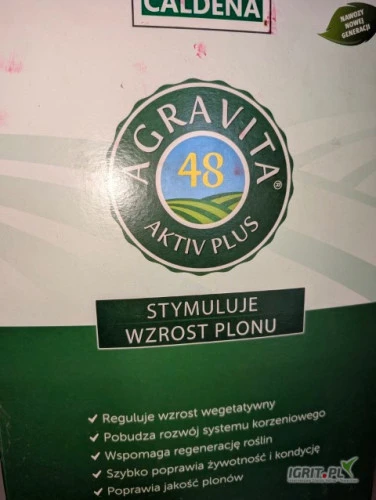 CALDENA
NAWOZY
NOWEJ
GENERACJI
AGRAVITA®
48
AKTIV PLUS
STYMULUJE
WZROST PLONU
✓ Reguluje wzrost wegetatywny
✓ Pobudza rozwój systemu korzeniowego
✓ Wspomaga regenerację roślin
✓ Szybko poprawia żywotność i kondycję
✓ Poprawia jakość plonów
IGRIT.PL